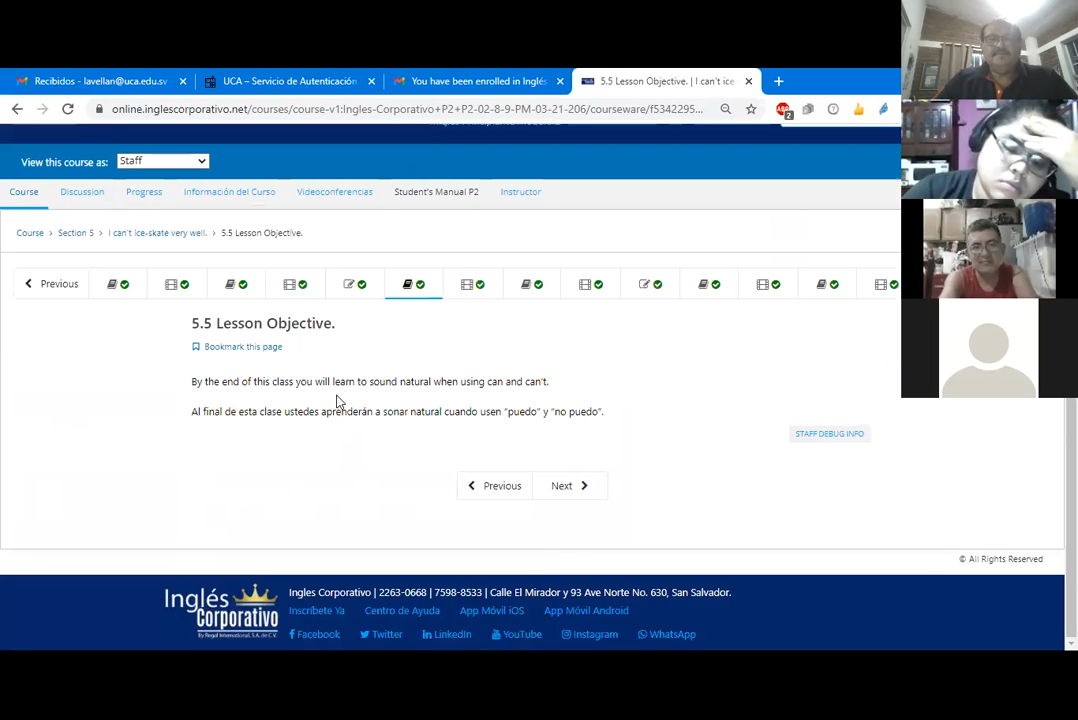 Recibidos - lavellan@uca.edu.sv
UCA – Servicio de Autenticación
You have been enrolled in Inglés
5.5 Lesson Objective. | I can't ice-
online.inglescorporativo.net/courses/course-v1:Ingles-Corporativo+P2+P2-02-8-9-PM-03-21-206/courseware/f5342295...
2
View this course as:
Staff
Course
Discussion
Progress
Información del Curso
Videoconferencias
Student's Manual P2
Instructor
Course > Section 5 > I can't ice-skate very well. > 5.5 Lesson Objective.
Previous
5.5 Lesson Objective.
Bookmark this page
By the end of this class you will learn to sound natural when using can and can't.
Al final de esta clase ustedes aprenderán a sonar natural cuando usen “puedo” y “no puedo”.
STAFF DEBUG INFO
Previous
Next
© All Rights Reserved
Inglés Corporativo
By Regal International, S.A. de C.V.
Ingles Corporativo | 2263-0668 | 7598-8533 | Calle El Mirador y 93 Ave Norte No. 630, San Salvador.
Inscríbete Ya
Centro de Ayuda
App Móvil iOS
App Móvil Android
Facebook
Twitter
LinkedIn
YouTube
Instagram
WhatsApp